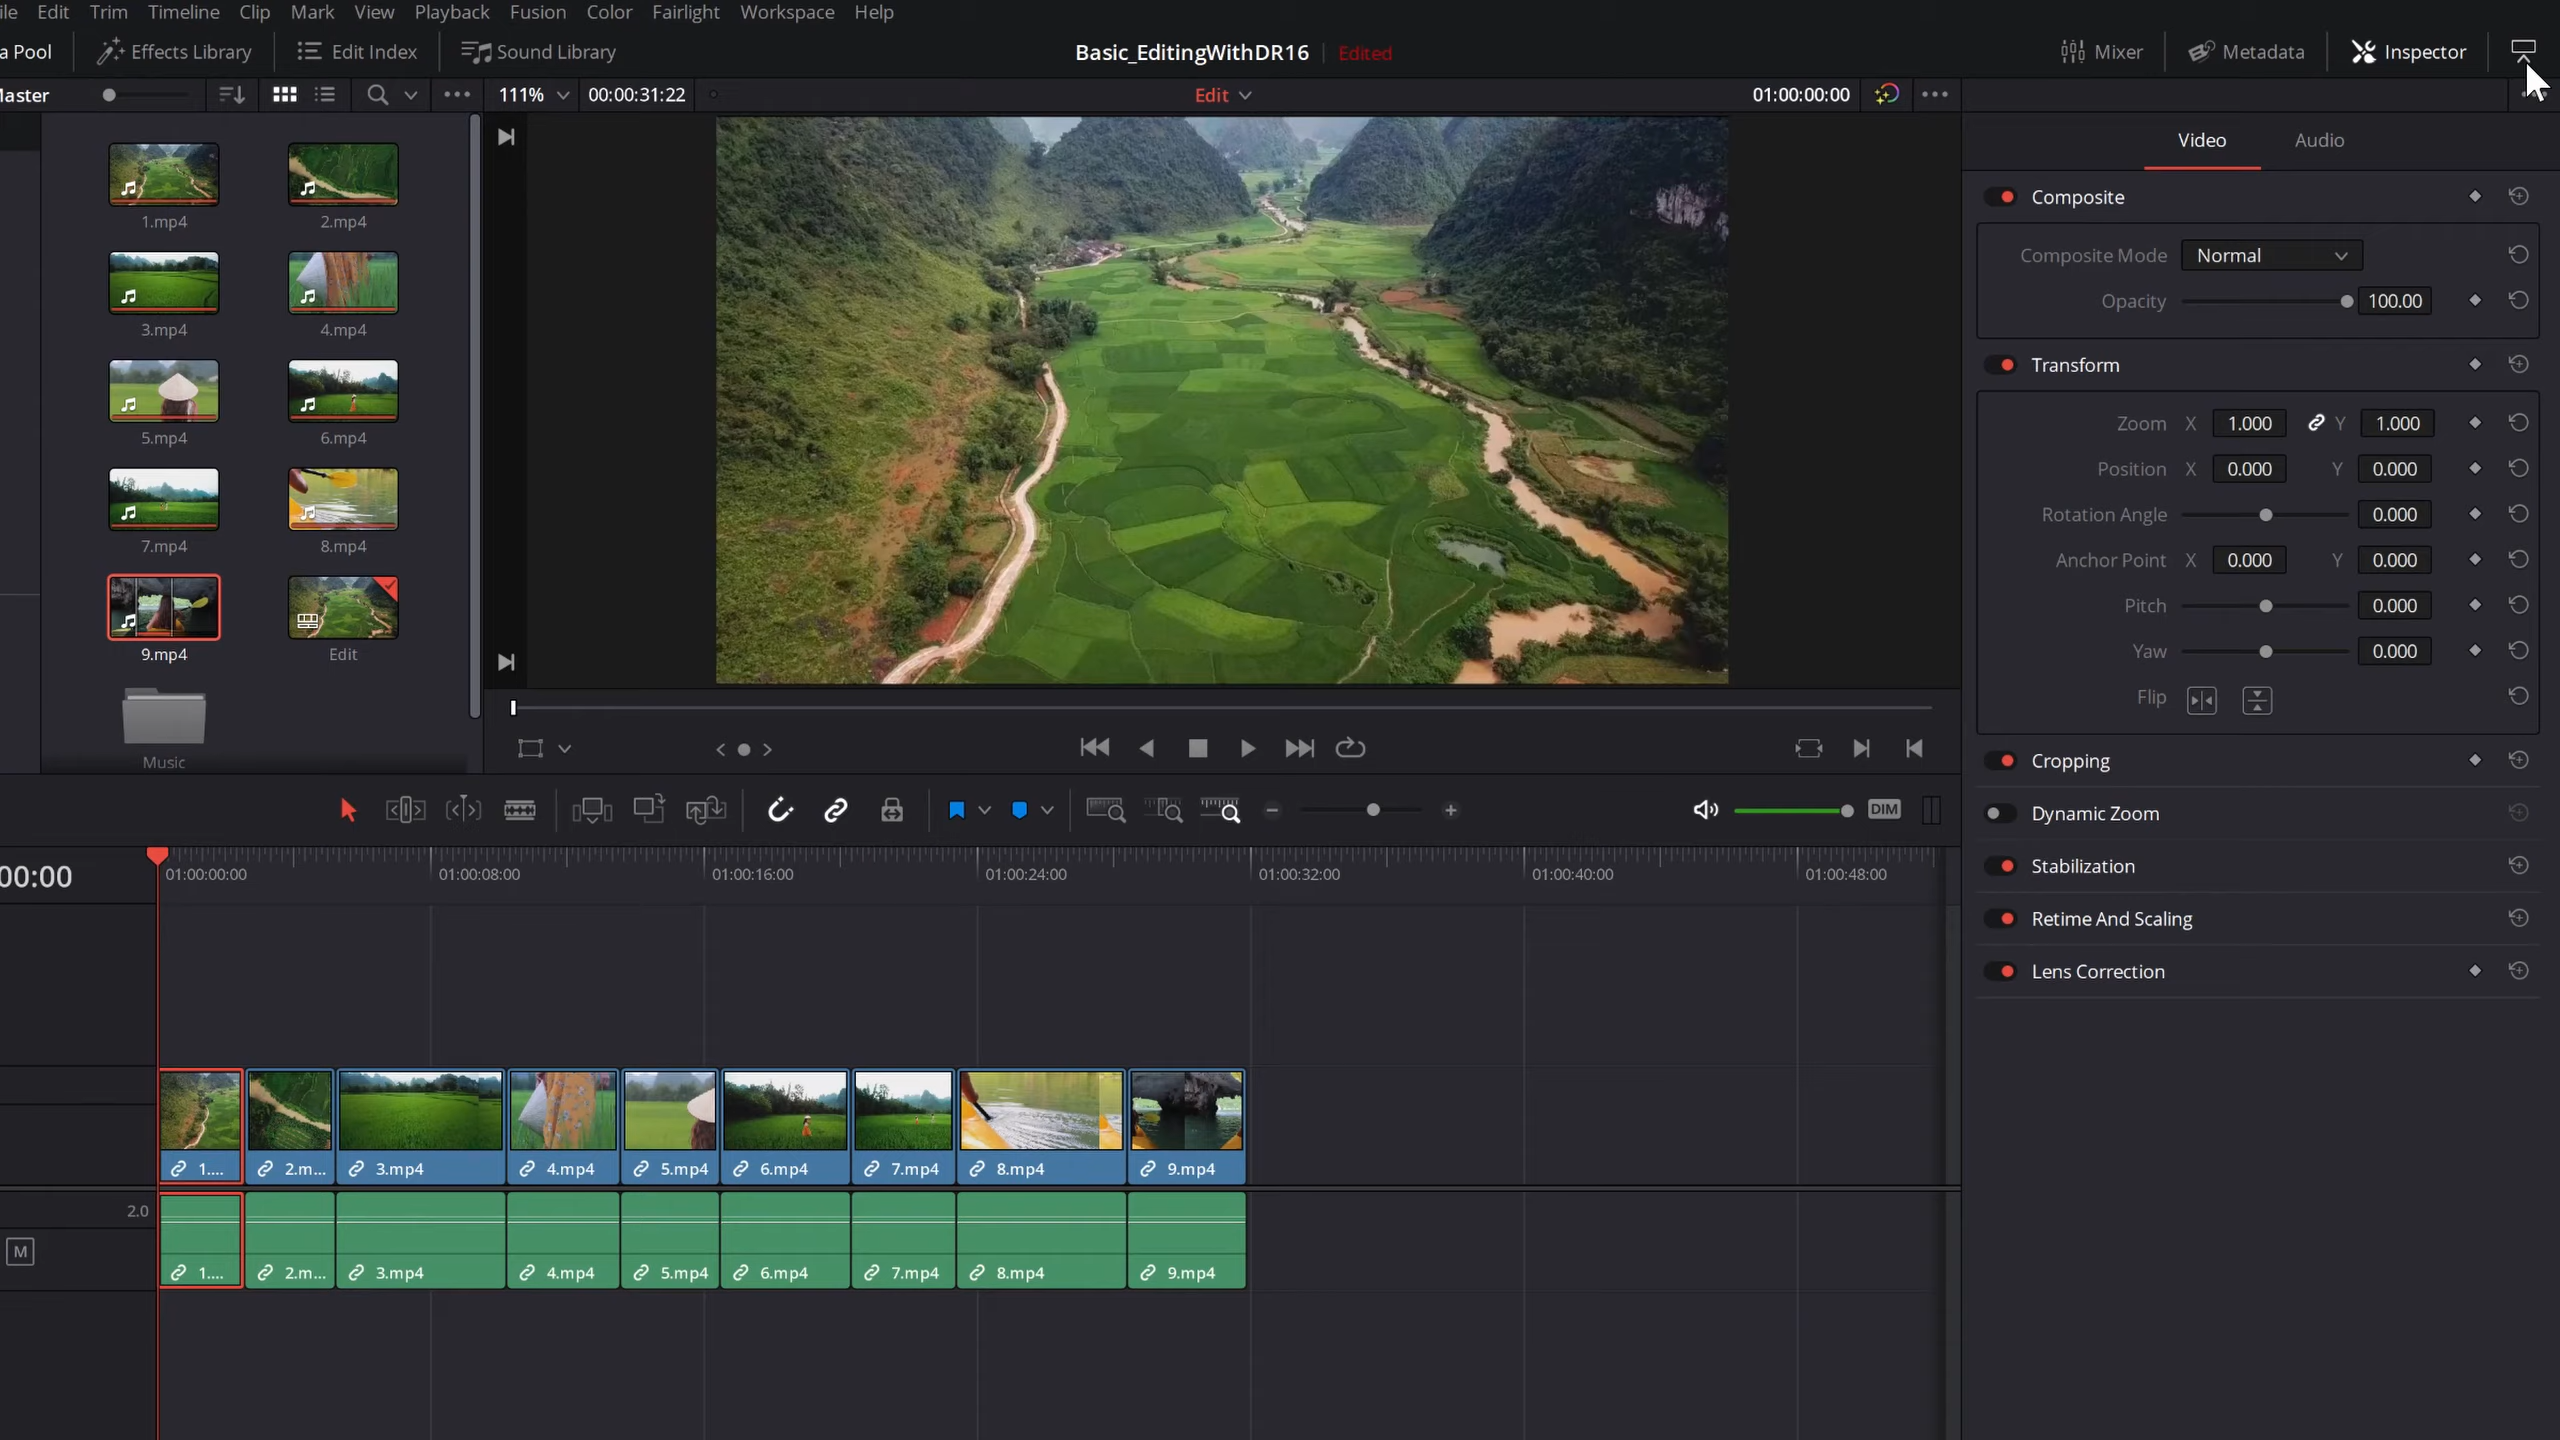 ile Edit Trim Timeline Clip Mark View Playback Fusion Color Fairlight Workspace Help
a Pool Effects Library Edit Index Sound Library Basic_EditingWithDR16 Edited Mixer Metadata Inspector
Master 111% 00:00:31:22 Edit 01:00:00:00
Video Audio
1.mp4 2.mp4
3.mp4 4.mp4
5.mp4 6.mp4
7.mp4 8.mp4
9.mp4 Edit
Music
Composite
Composite Mode Normal
Opacity 100.00
Transform
Zoom X 1.000 Y 1.000
Position X 0.000 Y 0.000
Rotation Angle 0.000
Anchor Point X 0.000 Y 0.000
Pitch 0.000
Yaw 0.000
Flip
Cropping
Dynamic Zoom
Stabilization
Retime And Scaling
Lens Correction
DIM
00:00 01:00:00:00 01:00:08:00 01:00:16:00 01:00:24:00 01:00:32:00 01:00:40:00 01:00:48:00
1.... 2.m... 3.mp4 4.mp4 5.mp4 6.mp4 7.mp4 8.mp4 9.mp4
2.0
M
1.... 2.m... 3.mp4 4.mp4 5.mp4 6.mp4 7.mp4 8.mp4 9.mp4